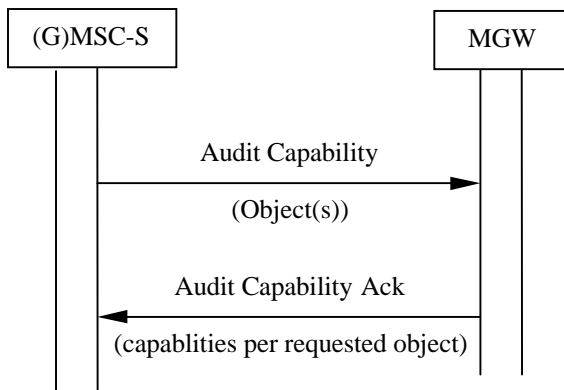 (G)MSC-S
MGW
Audit Capability
(Object(s))
Audit Capability Ack
(capablities per requested object)